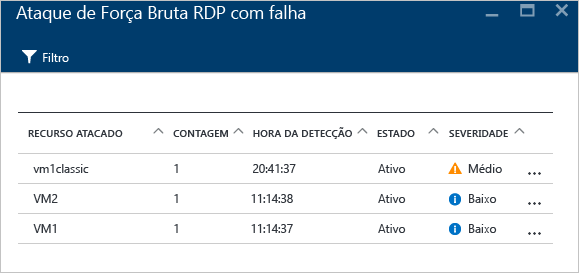 Ataque de Força Bruta RDP com falha
Filtro
RECURSO ATACADO CONTAGEM HORA DA DETECÇÃO ESTADO SEVERIDADE
vm1classic 1 20:41:37 Ativo Médio ...
VM2 1 11:14:38 Ativo Baixo ...
VM1 1 11:14:37 Ativo Baixo ...